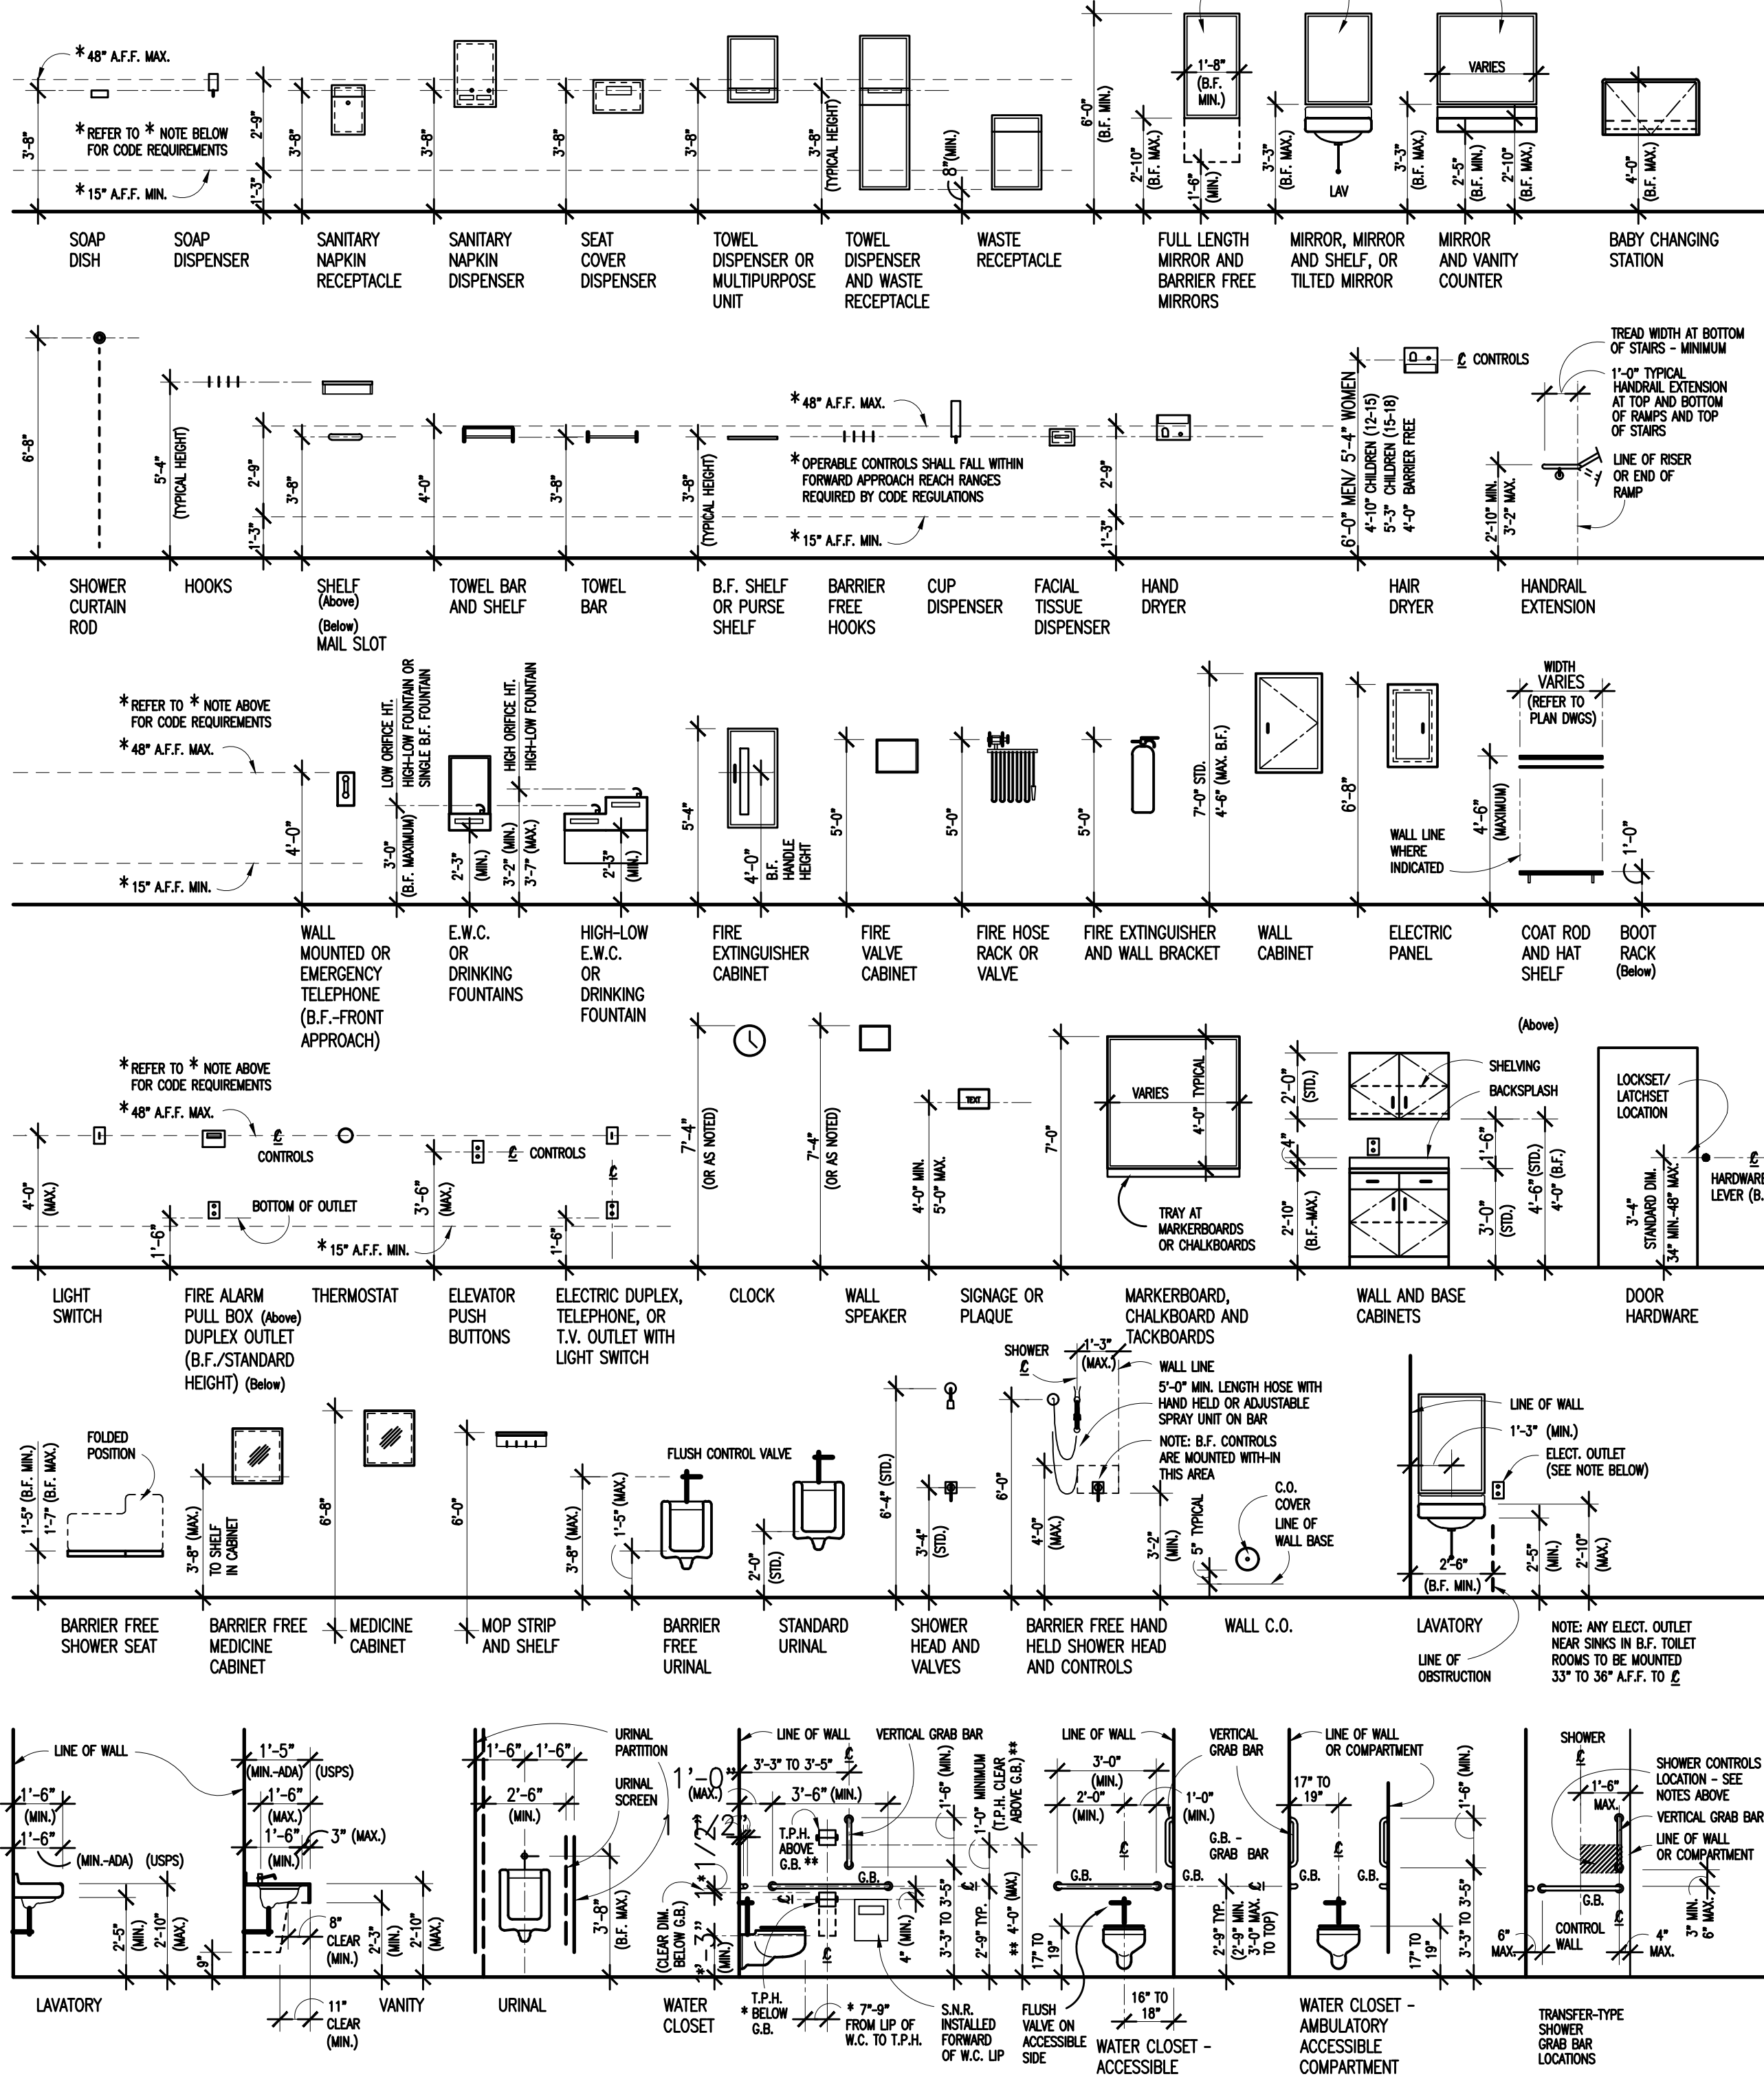 * 48" A.F.F. MAX.
* REFER TO * NOTE BELOW
FOR CODE REQUIREMENTS
* 15" A.F.F. MIN.
3'-8"
2'-9"
1'-3"
3'-8"
3'-8"
3'-8"
3'-8"
3'-8"
(TYPICAL HEIGHT)
8"(MIN.)
6'-0"
(B.F. MIN.)
2'-10"
(B.F. MAX.)
1'-8"
(B.F.
MIN.)
1'-6"
(MIN.)
3'-3"
(B.F. MAX.)
LAV
3'-3"
(B.F. MAX.)
VARIES
2'-5"
(B.F. MIN.)
2'-10"
(B.F. MAX.)
4'-0"
(B.F. MAX.)
SOAP
DISH
SOAP
DISPENSER
SANITARY
NAPKIN
RECEPTACLE
SANITARY
NAPKIN
DISPENSER
SEAT
COVER
DISPENSER
TOWEL
DISPENSER OR
MULTIPURPOSE
UNIT
TOWEL
DISPENSER
AND WASTE
RECEPTACLE
WASTE
RECEPTACLE
FULL LENGTH
MIRROR AND
BARRIER FREE
MIRRORS
MIRROR, MIRROR
AND SHELF, OR
TILTED MIRROR
MIRROR
AND VANITY
COUNTER
BABY CHANGING
STATION
6'-8"
5'-4"
(TYPICAL HEIGHT)
2'-9"
1'-3"
3'-8"
4'-0"
3'-8"
3'-8"
(TYPICAL HEIGHT)
* 48" A.F.F. MAX.
* OPERABLE CONTROLS SHALL FALL WITHIN
FORWARD APPROACH REACH RANGES
REQUIRED BY CODE REGULATIONS
* 15" A.F.F. MIN.
2'-9"
1'-3"
6'-0" MEN/ 5'-4" WOMEN
4'-10" CHILDREN (12-15)
5'-3" CHILDREN (15-18)
4'-0" BARRIER FREE
℄ CONTROLS
TREAD WIDTH AT BOTTOM
OF STAIRS - MINIMUM
1'-0" TYPICAL
HANDRAIL EXTENSION
AT TOP AND BOTTOM
OF RAMPS AND TOP
OF STAIRS
LINE OF RISER
OR END OF
RAMP
2'-10" MIN.
3'-2" MAX.
SHOWER
CURTAIN
ROD
HOOKS
SHELF
(Above)
(Below)
MAIL SLOT
TOWEL BAR
AND SHELF
TOWEL
BAR
B.F. SHELF
OR PURSE
SHELF
BARRIER
FREE
HOOKS
CUP
DISPENSER
FACIAL
TISSUE
DISPENSER
HAND
DRYER
HAIR
DRYER
HANDRAIL
EXTENSION
* REFER TO * NOTE ABOVE
FOR CODE REQUIREMENTS
* 48" A.F.F. MAX.
* 15" A.F.F. MIN.
4'-0"
LOW ORIFICE HT.
HIGH-LOW FOUNTAIN OR
SINGLE B.F. FOUNTAIN
3'-0"
(B.F. MAXIMUM)
2'-3"
(MIN.)
HIGH ORIFICE HT.
HIGH-LOW FOUNTAIN
3'-2" (MIN.)
3'-7" (MAX.)
2'-3"
(MIN.)
5'-4"
4'-0"
B.F.
HANDLE
HEIGHT
5'-0"
5'-0"
5'-0"
7'-0" STD.
4'-6" (MAX. B.F.)
6'-8"
WIDTH
VARIES
(REFER TO
PLAN DWGS)
4'-6"
(MAXIMUM)
WALL LINE
WHERE
INDICATED
1'-0"
WALL
MOUNTED OR
EMERGENCY
TELEPHONE
(B.F.-FRONT
APPROACH)
E.W.C.
OR
DRINKING
FOUNTAINS
HIGH-LOW
E.W.C.
OR
DRINKING
FOUNTAIN
FIRE
EXTINGUISHER
CABINET
FIRE
VALVE
CABINET
FIRE HOSE
RACK OR
VALVE
FIRE EXTINGUISHER
AND WALL BRACKET
WALL
CABINET
ELECTRIC
PANEL
COAT ROD
AND HAT
SHELF
(Above)
BOOT
RACK
(Below)
* REFER TO * NOTE ABOVE
FOR CODE REQUIREMENTS
* 48" A.F.F. MAX.
℄
CONTROLS
BOTTOM OF OUTLET
* 15" A.F.F. MIN.
4'-0"
(MAX.)
1'-6"
3'-6"
(MAX.)
℄ CONTROLS
℄
1'-6"
7'-4"
(OR AS NOTED)
7'-4"
(OR AS NOTED)
TEXT
4'-0" MIN.
5'-0" MAX.
7'-0"
VARIES
4'-0" TYPICAL
TRAY AT
MARKERBOARDS
OR CHALKBOARDS
2'-0"
(STD.)
4"
2'-10"
(B.F.-MAX.)
SHELVING
BACKSPLASH
1'-6"
3'-0"
(STD.)
4'-6" (STD.)
4'-0" (B.F.)
LOCKSET/
LATCHSET
LOCATION
3'-4"
STANDARD DIM.
34" MIN.-48" MAX.
℄
HARDWARE
LEVER (B.
LIGHT
SWITCH
FIRE ALARM
PULL BOX (Above)
DUPLEX OUTLET
(B.F./STANDARD
HEIGHT) (Below)
THERMOSTAT
ELEVATOR
PUSH
BUTTONS
ELECTRIC DUPLEX,
TELEPHONE, OR
T.V. OUTLET WITH
LIGHT SWITCH
CLOCK
WALL
SPEAKER
SIGNAGE OR
PLAQUE
MARKERBOARD,
CHALKBOARD AND
TACKBOARDS
WALL AND BASE
CABINETS
DOOR
HARDWARE
1'-5" (B.F. MIN.)
1'-7" (B.F. MAX.)
FOLDED
POSITION
3'-8" (MAX.)
TO SHELF
IN CABINET
6'-8"
6'-0"
3'-8" (MAX.)
FLUSH CONTROL VALVE
1'-5" (MAX.)
2'-0"
(STD.)
6'-4" (STD.)
3'-4"
(STD.)
SHOWER
℄
1'-3"
(MAX.)
WALL LINE
5'-0" MIN. LENGTH HOSE WITH
HAND HELD OR ADJUSTABLE
SPRAY UNIT ON BAR
NOTE: B.F. CONTROLS
ARE MOUNTED WITH-IN
THIS AREA
6'-0"
4'-0"
(MAX.)
3'-2"
(MIN.)
5" TYPICAL
C.O.
COVER
LINE OF
WALL BASE
LINE OF WALL
1'-3" (MIN.)
ELECT. OUTLET
(SEE NOTE BELOW)
2'-6"
(B.F. MIN.)
2'-5"
(MIN.)
2'-10"
(MAX.)
BARRIER FREE
SHOWER SEAT
BARRIER FREE
MEDICINE
CABINET
MEDICINE
CABINET
MOP STRIP
AND SHELF
BARRIER
FREE
URINAL
STANDARD
URINAL
SHOWER
HEAD AND
VALVES
BARRIER FREE HAND
HELD SHOWER HEAD
AND CONTROLS
WALL C.O.
LAVATORY
LINE OF
OBSTRUCTION
NOTE: ANY ELECT. OUTLET
NEAR SINKS IN B.F. TOILET
ROOMS TO BE MOUNTED
33" TO 36" A.F.F. TO ℄
LINE OF WALL
1'-6"
(MIN.)
1'-6"
(MIN.-ADA) (USPS)
2'-5"
(MIN.)
2'-10"
(MAX.)
9"
1'-5"
(MIN.-ADA) (USPS)
1'-6"
(MAX.)
1'-6"
(MIN.)
3" (MAX.)
8"
CLEAR
(MIN.)
2'-3"
(MIN.)
2'-10"
(MAX.)
11"
CLEAR
(MIN.)
1'-6"
1'-6"
2'-6"
(MIN.)
URINAL
PARTITION
URINAL
SCREEN
3'-8"
(B.F. MAX)
1'-0"
(MAX.)
(CLEAR DIM.
BELOW G.B.)
(MIN.)
LINE OF WALL
VERTICAL GRAB BAR
3'-3" TO 3'-5"
℄
3'-6" (MIN.)
T.P.H.
ABOVE
G.B. **
G.B.
℄
℄
4" (MIN.)
1'-6" (MIN.)
3'-3" TO 3'-5"
1'-0" MINIMUM
(T.P.H. CLEAR
ABOVE G.B.)**
℄
2'-9" TYP.
** 4'-0" (MAX.)
T.P.H.
* BELOW
G.B.
* 7"-9"
FROM LIP OF
W.C. TO T.P.H.
S.N.R.
INSTALLED
FORWARD
OF W.C. LIP
LINE OF WALL
3'-0"
(MIN.)
2'-0"
(MIN.)
1'-0"
(MIN.)
VERTICAL
GRAB BAR
G.B. -
GRAB BAR
℄
G.B.
G.B.
℄
17" TO
19"
2'-9" TYP.
(2'-9" MIN.
3'-0" MAX.
TO TOP)
FLUSH
VALVE ON
ACCESSIBLE
SIDE
16" TO
18"
LINE OF WALL
OR COMPARTMENT
17" TO
19"
℄
G.B.
G.B.
17" TO
19"
1'-6" (MIN.)
3'-3" TO 3'-5"
SHOWER
℄
1'-6"
MAX.
SHOWER CONTROLS
LOCATION - SEE
NOTES ABOVE
VERTICAL GRAB BAR
LINE OF WALL
OR COMPARTMENT
G.B.
℄
CONTROL
WALL
6"
MAX.
4"
MAX.
3" MIN.
6" MAX.
LAVATORY
VANITY
URINAL
WATER
CLOSET
WATER CLOSET -
ACCESSIBLE
WATER CLOSET -
AMBULATORY
ACCESSIBLE
COMPARTMENT
TRANSFER-TYPE
SHOWER
GRAB BAR
LOCATIONS